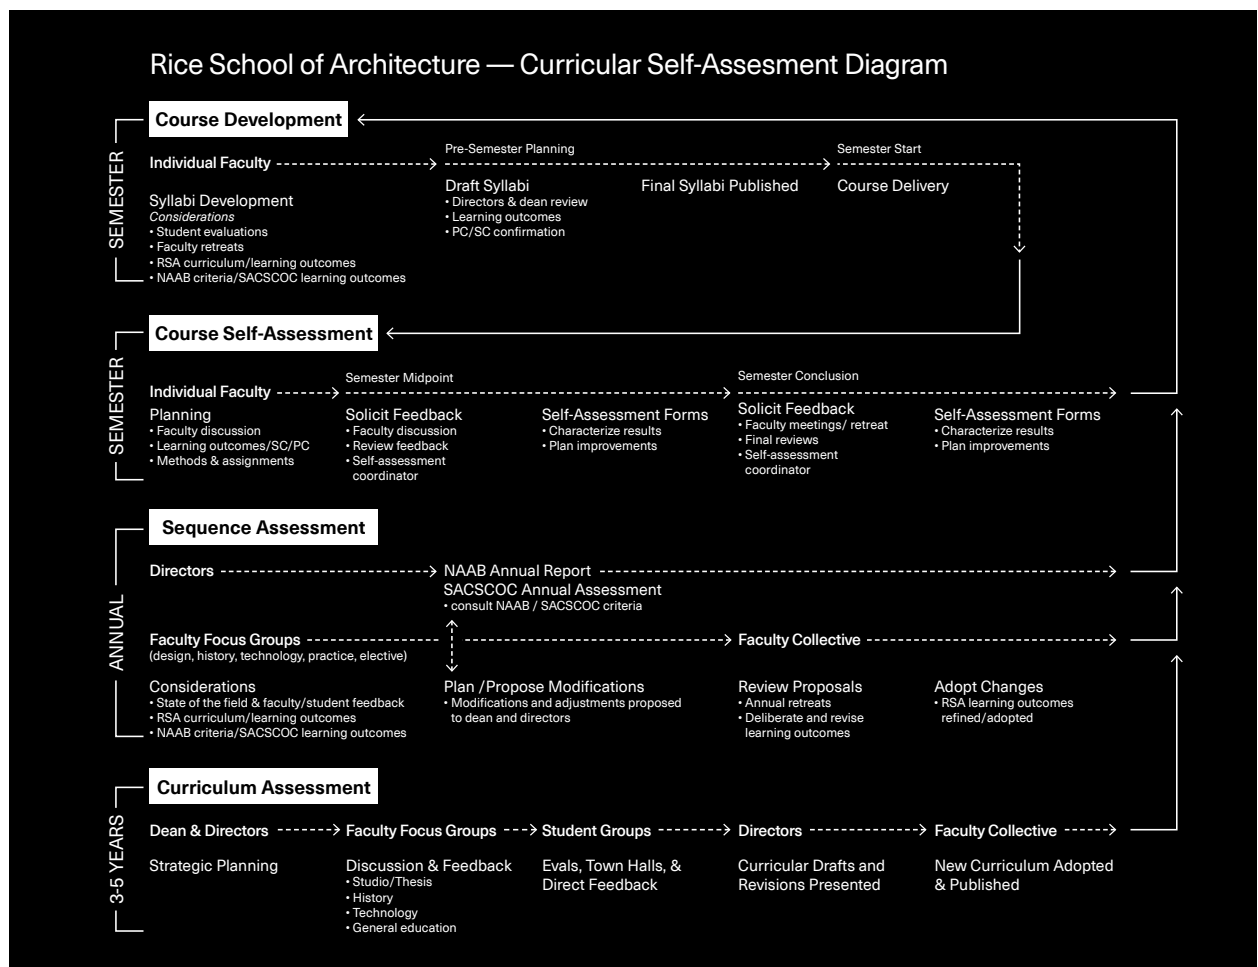 Rice School of Architecture — Curricular Self-Assesment Diagram
SEMESTER
Course Development
Individual Faculty
Pre-Semester Planning
Semester Start
Syllabi Development
Considerations
• Student evaluations
• Faculty retreats
• RSA curriculum/learning outcomes
• NAAB criteria/SACSCOC learning outcomes
Draft Syllabi
• Directors & dean review
• Learning outcomes
• PC/SC confirmation
Final Syllabi Published
Course Delivery
SEMESTER
Course Self-Assessment
Individual Faculty
Semester Midpoint
Semester Conclusion
Planning
• Faculty discussion
• Learning outcomes/SC/PC
• Methods & assignments
Solicit Feedback
• Faculty discussion
• Review feedback
• Self-assessment
coordinator
Self-Assessment Forms
• Characterize results
• Plan improvements
Solicit Feedback
• Faculty meetings/ retreat
• Final reviews
• Self-assessment
coordinator
Self-Assessment Forms
• Characterize results
• Plan improvements
ANNUAL
Sequence Assessment
Directors
NAAB Annual Report
SACSCOC Annual Assessment
• consult NAAB / SACSCOC criteria
Faculty Focus Groups
(design, history, technology, practice, elective)
Faculty Collective
Considerations
• State of the field & faculty/student feedback
• RSA curriculum/learning outcomes
• NAAB criteria/SACSCOC learning outcomes
Plan /Propose Modifications
• Modifications and adjustments proposed
to dean and directors
Review Proposals
• Annual retreats
• Deliberate and revise
learning outcomes
Adopt Changes
• RSA learning outcomes
refined/adopted
3-5 YEARS
Curriculum Assessment
Dean & Directors
Faculty Focus Groups
Student Groups
Directors
Faculty Collective
Strategic Planning
Discussion & Feedback
• Studio/Thesis
• History
• Technology
• General education
Evals, Town Halls, &
Direct Feedback
Curricular Drafts and
Revisions Presented
New Curriculum Adopted
& Published